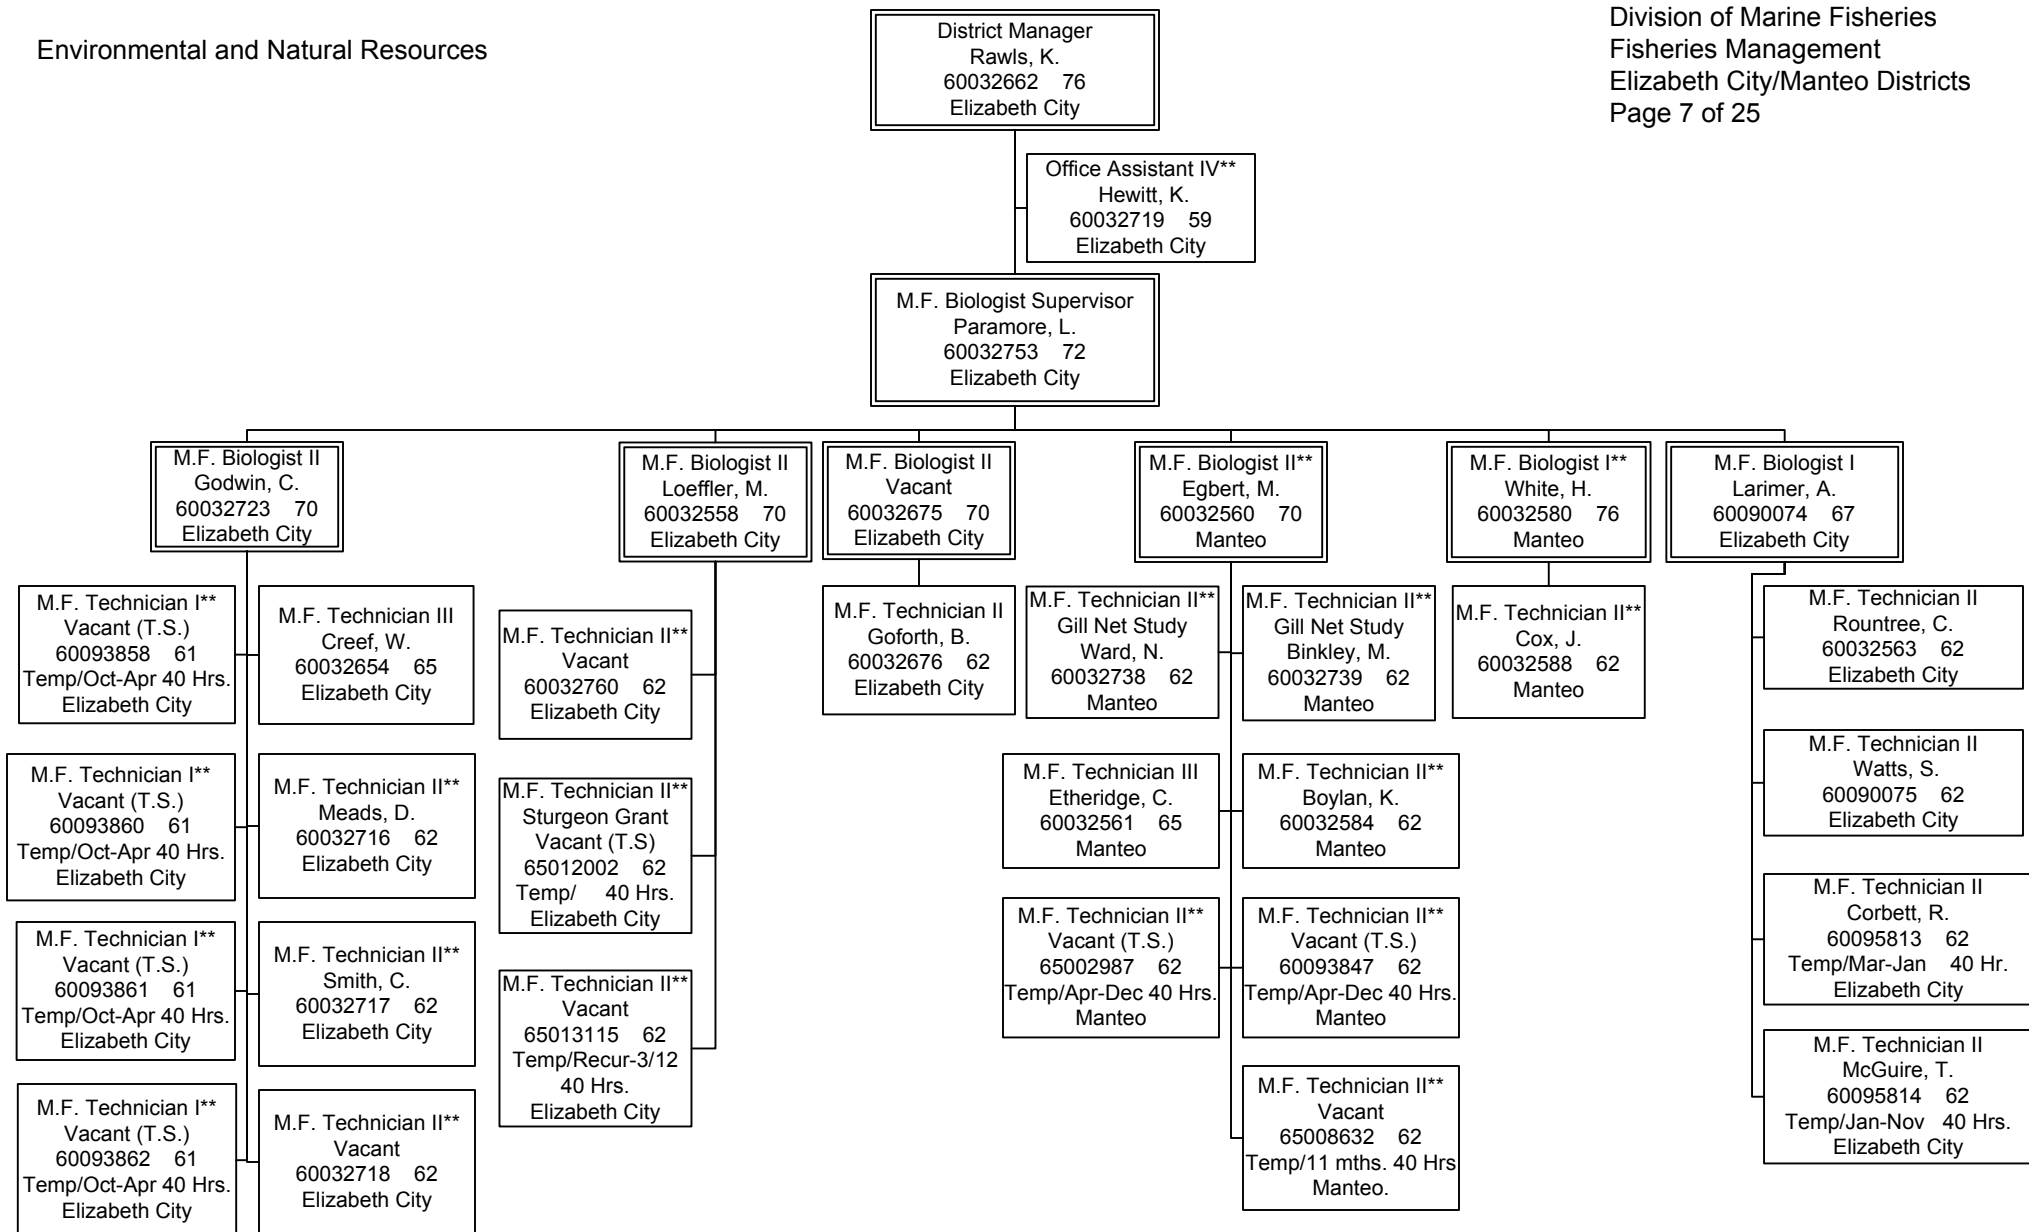 Environmental and Natural Resources
Division of Marine Fisheries
Fisheries Management
Elizabeth City/Manteo Districts
Page 7 of 25
District Manager
Rawls, K.
60032662 76
Elizabeth City
Office Assistant IV**
Hewitt, K.
60032719 59
Elizabeth City
M.F. Biologist Supervisor
Paramore, L.
60032753 72
Elizabeth City
M.F. Biologist II
Godwin, C.
60032723 70
Elizabeth City
M.F. Biologist II
Loeffler, M.
60032558 70
Elizabeth City
M.F. Biologist II
Vacant
60032675 70
Elizabeth City
M.F. Biologist II**
Egbert, M.
60032560 70
Manteo
M.F. Biologist I**
White, H.
60032580 76
Manteo
M.F. Biologist I
Larimer, A.
60090074 67
Elizabeth City
M.F. Technician I**
Vacant (T.S.)
60093858 61
Temp/Oct-Apr 40 Hrs.
Elizabeth City
M.F. Technician III
Creef, W.
60032654 65
Elizabeth City
M.F. Technician I**
Vacant (T.S.)
60093860 61
Temp/Oct-Apr 40 Hrs.
Elizabeth City
M.F. Technician II**
Meads, D.
60032716 62
Elizabeth City
M.F. Technician I**
Vacant (T.S.)
60093861 61
Temp/Oct-Apr 40 Hrs.
Elizabeth City
M.F. Technician II**
Smith, C.
60032717 62
Elizabeth City
M.F. Technician I**
Vacant (T.S.)
60093862 61
Temp/Oct-Apr 40 Hrs.
Elizabeth City
M.F. Technician II**
Vacant
60032718 62
Elizabeth City
M.F. Technician II**
Vacant
60032760 62
Elizabeth City
M.F. Technician II**
Sturgeon Grant
Vacant (T.S)
65012002 62
Temp/ 40 Hrs.
Elizabeth City
M.F. Technician II**
Vacant
65013115 62
Temp/Recur-3/12
40 Hrs.
Elizabeth City
M.F. Technician II
Goforth, B.
60032676 62
Elizabeth City
M.F. Technician II**
Gill Net Study
Ward, N.
60032738 62
Manteo
M.F. Technician II**
Gill Net Study
Binkley, M.
60032739 62
Manteo
M.F. Technician III
Etheridge, C.
60032561 65
Manteo
M.F. Technician II**
Boylan, K.
60032584 62
Manteo
M.F. Technician II**
Vacant (T.S.)
65002987 62
Temp/Apr-Dec 40 Hrs.
Manteo
M.F. Technician II**
Vacant (T.S.)
60093847 62
Temp/Apr-Dec 40 Hrs.
Manteo
M.F. Technician II**
Vacant
65008632 62
Temp/11 mths. 40 Hrs
Manteo.
M.F. Technician II**
Cox, J.
60032588 62
Manteo
M.F. Technician II
Rountree, C.
60032563 62
Elizabeth City
M.F. Technician II
Watts, S.
60090075 62
Elizabeth City
M.F. Technician II
Corbett, R.
60095813 62
Temp/Mar-Jan 40 Hr.
Elizabeth City
M.F. Technician II
McGuire, T.
60095814 62
Temp/Jan-Nov 40 Hrs.
Elizabeth City